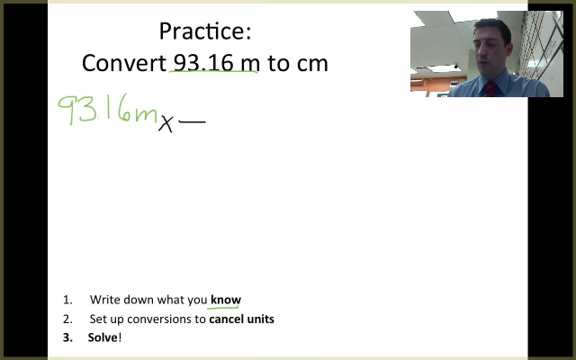 Practice:
Convert 93.16 m to cm
93.16m x —
1. Write down what you know
2. Set up conversions to cancel units
3. Solve!